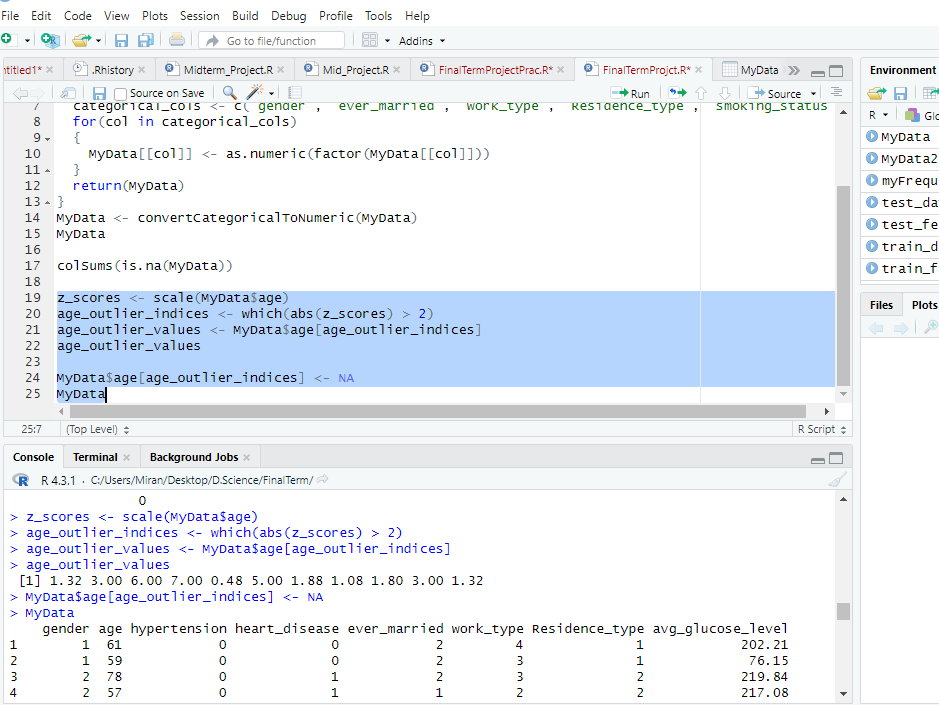 File Edit Code View Plots Session Build Debug Profile Tools Help
Go to file/function Addins
ntitled1* .Rhistory Midterm_Project.R Mid_Project.R FinalTermProjectPrac.R* FinalTermProjct.R* MyData
Source on Save Run Source
7 categorical_cols <- c("gender", "ever_married", "work_type", "Residence_type", "smoking_status
8 for(col in categorical_cols)
9 {
10 MyData[[col]] <- as.numeric(factor(MyData[[col]]))
11 }
12 return(MyData)
13 }
14 MyData <- convertCategoricalToNumeric(MyData)
15 MyData
16
17 colSums(is.na(MyData))
18
19 z_scores <- scale(MyData$age)
20 age_outlier_indices <- which(abs(z_scores) > 2)
21 age_outlier_values <- MyData$age[age_outlier_indices]
22 age_outlier_values
23
24 MyData$age[age_outlier_indices] <- NA
25 MyData
25:7 (Top Level) R Script
Console Terminal Background Jobs
R 4.3.1 · C:/Users/Miran/Desktop/D.Science/FinalTerm/
0
> z_scores <- scale(MyData$age)
> age_outlier_indices <- which(abs(z_scores) > 2)
> age_outlier_values <- MyData$age[age_outlier_indices]
> age_outlier_values
[1] 1.32 3.00 6.00 7.00 0.48 5.00 1.88 1.08 1.80 3.00 1.32
> MyData$age[age_outlier_indices] <- NA
> MyData
gender age hypertension heart_disease ever_married work_type Residence_type avg_glucose_level
1 1 61 0 0 2 4 1 202.21
2 1 59 0 0 2 3 1 76.15
3 2 78 0 1 2 3 2 219.84
4 2 57 0 1 1 2 2 217.08
Environment
R Glo
MyData
MyData2
myFrequ
test_da
test_fe
train_d
train_f
Files Plots